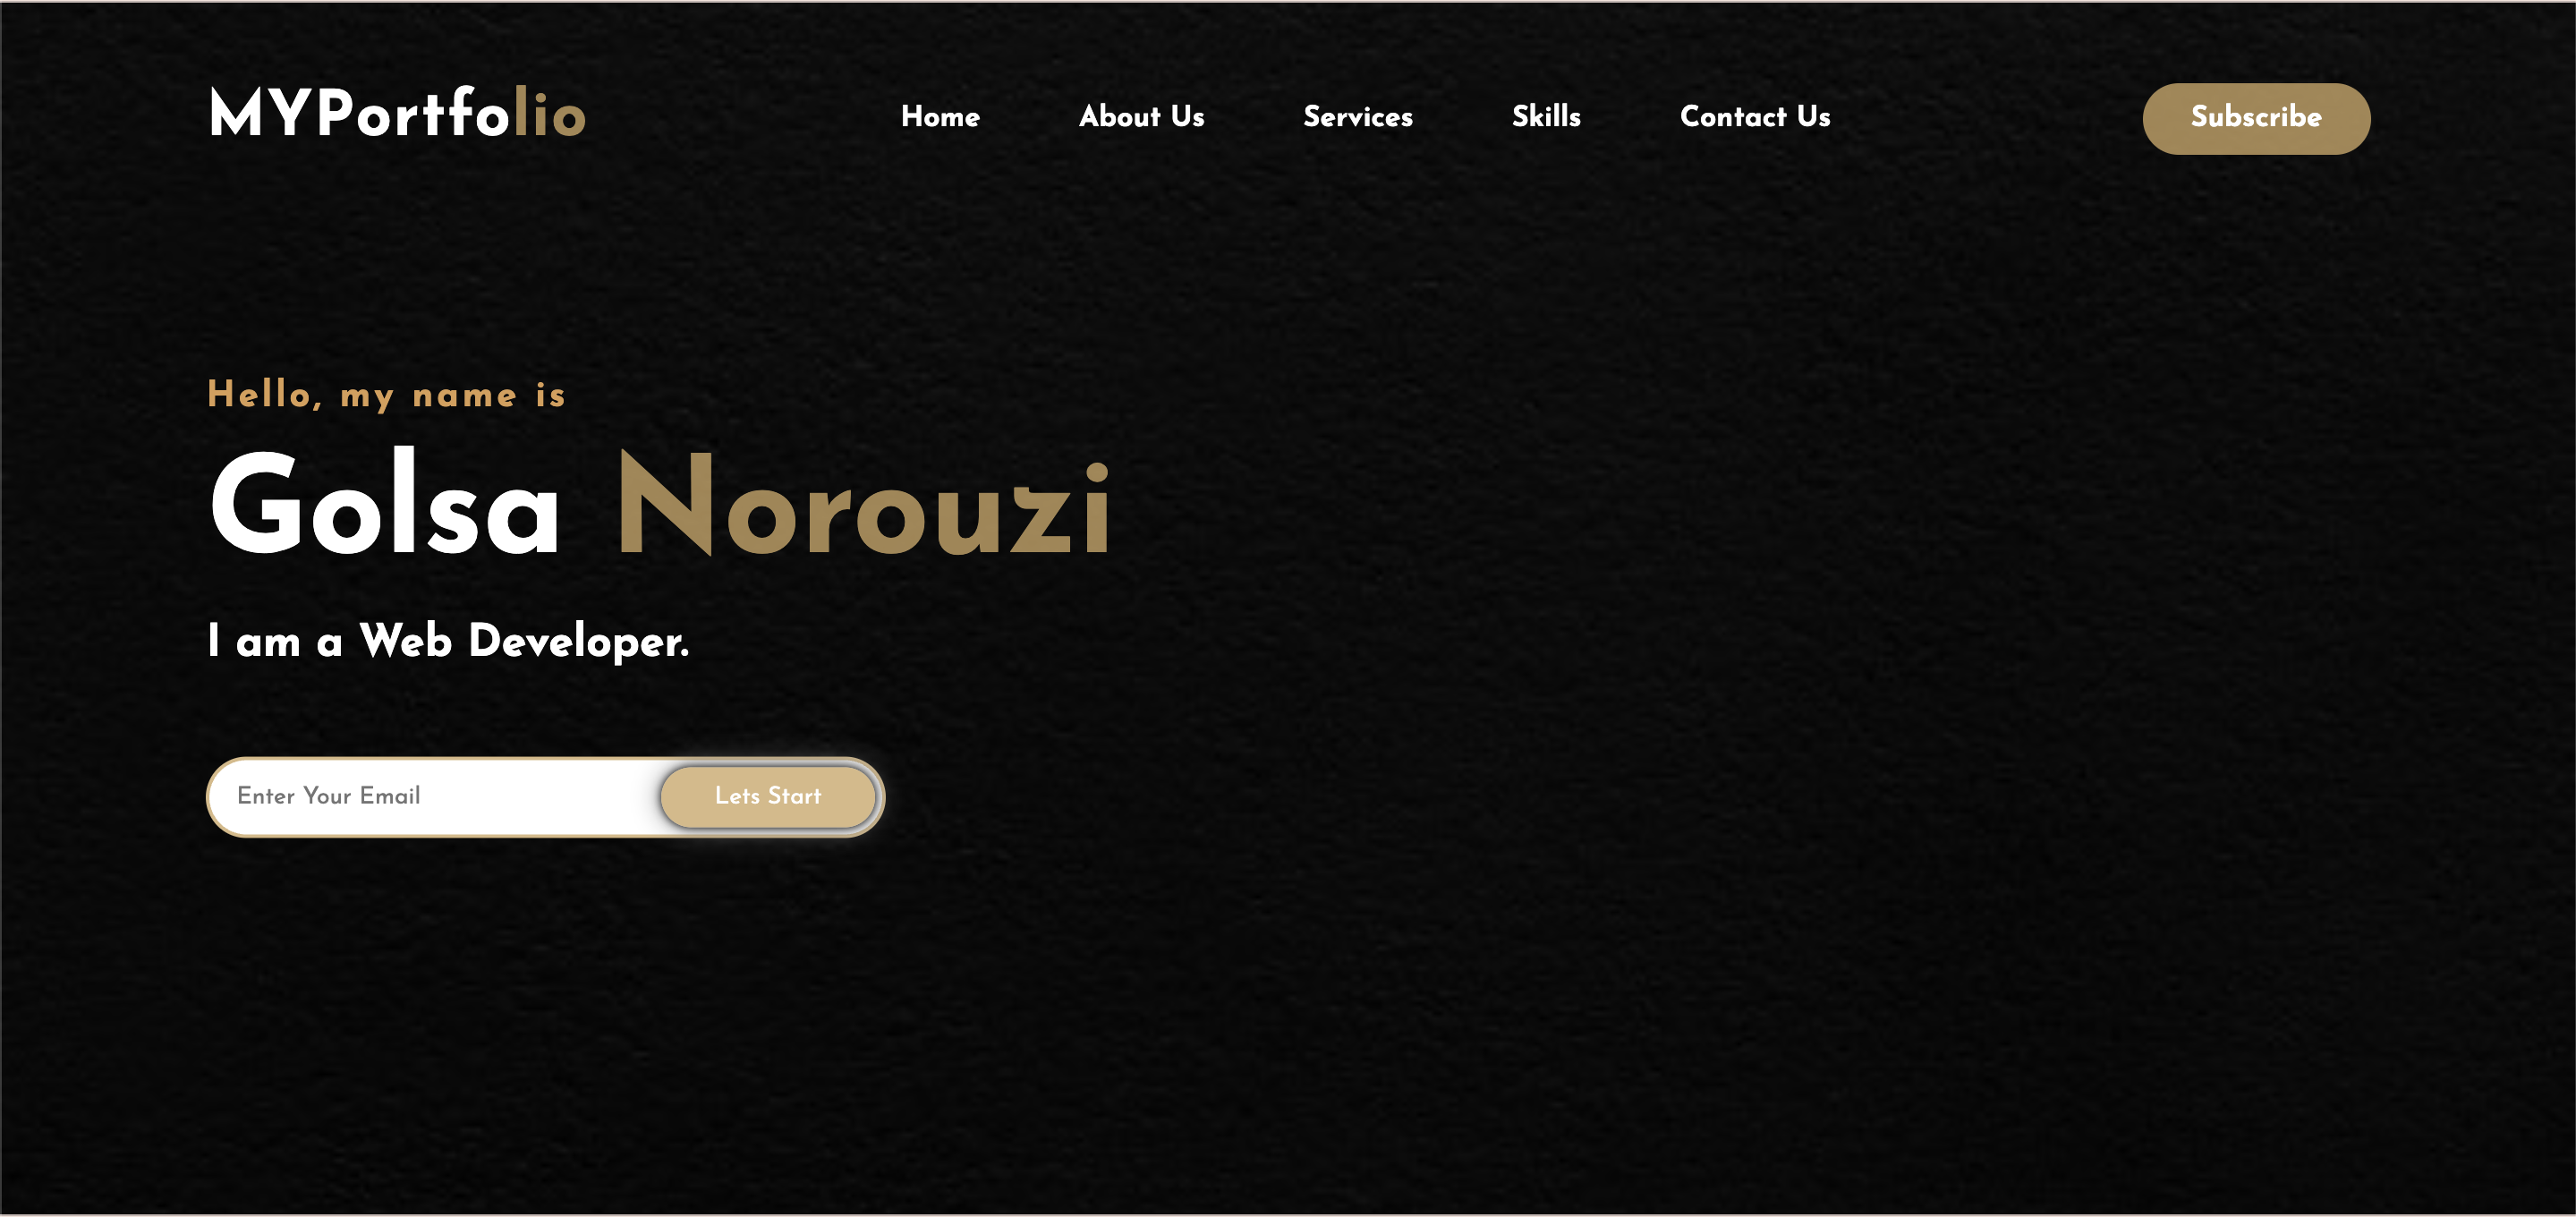 MYPortfolio
Home
About Us
Services
Skills
Contact Us
Subscribe
Hello, my name is
Golsa Norouzi
I am a Web Developer.
Enter Your Email
Lets Start